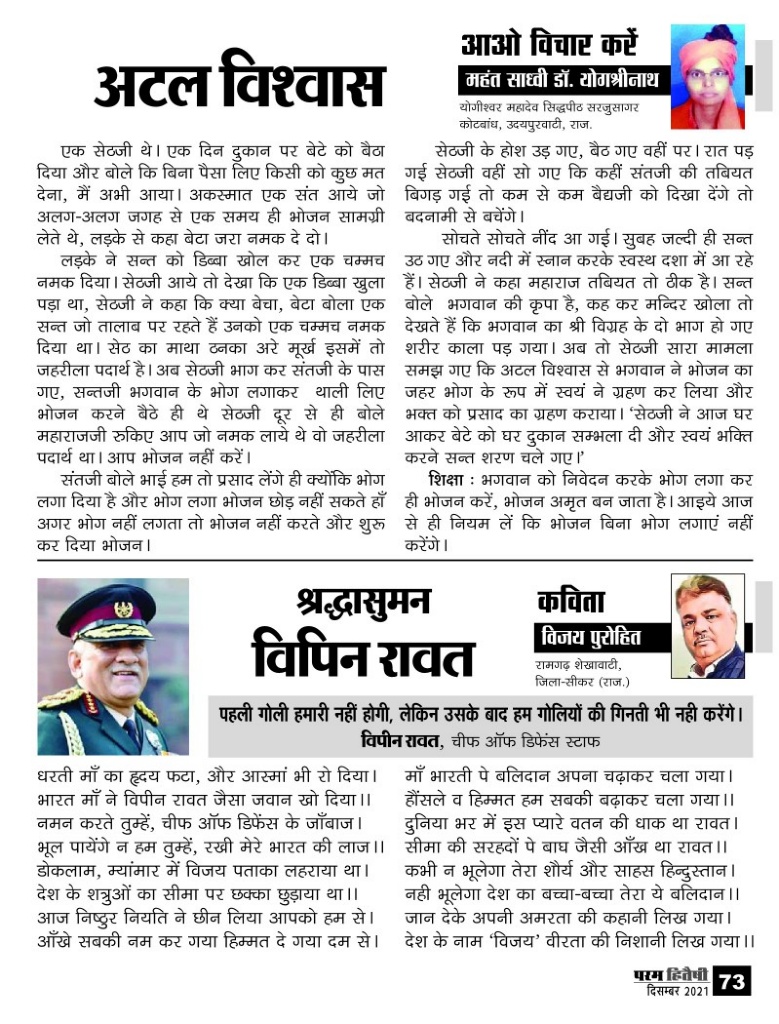 अटल विश्वास
आओ विचार करें
महंत साध्वी डॉ. योगश्रीनाथ
योगीश्वर महादेव सिद्धपीठ सरजुसागर
कोटबांध, उदयपुरवाटी, राज.
एक सेठजी थे। एक दिन दुकान पर बेटे को बैठा
दिया और बोले कि बिना पैसा लिए किसी को कुछ मत
देना, मैं अभी आया। अकस्मात एक संत आये जो
अलग-अलग जगह से एक समय ही भोजन सामग्री
लेते थे, लड़के से कहा बेटा जरा नमक दे दो।
लड़के ने सन्त को डिब्बा खोल कर एक चम्मच
नमक दिया। सेठजी आये तो देखा कि एक डिब्बा खुला
पड़ा था, सेठजी ने कहा कि क्या बेचा, बेटा बोला एक
सन्त जो तालाब पर रहते हैं उनको एक चम्मच नमक
दिया था। सेठ का माथा ठनका अरे मूर्ख इसमें तो
जहरीला पदार्थ है। अब सेठजी भाग कर संतजी के पास
गए, सन्तजी भगवान के भोग लगाकर थाली लिए
भोजन करने बैठे ही थे सेठजी दूर से ही बोले
महाराजजी रुकिए आप जो नमक लाये थे वो जहरीला
पदार्थ था। आप भोजन नहीं करें।
संतजी बोले भाई हम तो प्रसाद लेंगे ही क्योंकि भोग
लगा दिया है और भोग लगा भोजन छोड़ नहीं सकते हाँ
अगर भोग नहीं लगता तो भोजन नहीं करते और शुरू
कर दिया भोजन।
सेठजी के होश उड़ गए, बैठ गए वहीं पर। रात पड़
गई सेठजी वहीं सो गए कि कहीं संतजी की तबियत
बिगड़ गई तो कम से कम बैद्यजी को दिखा देंगे तो
बदनामी से बचेंगे।
सोचते सोचते नींद आ गई। सुबह जल्दी ही सन्त
उठ गए और नदी में स्नान करके स्वस्थ दशा में आ रहे
हैं। सेठजी ने कहा महाराज तबियत तो ठीक है। सन्त
बोले भगवान की कृपा है, कह कर मन्दिर खोला तो
देखते हैं कि भगवान का श्री विग्रह के दो भाग हो गए
शरीर काला पड़ गया। अब तो सेठजी सारा मामला
समझ गए कि अटल विश्वास से भगवान ने भोजन का
जहर भोग के रूप में स्वयं ने ग्रहण कर लिया और
भक्त को प्रसाद का ग्रहण कराया। 'सेठजी ने आज घर
आकर बेटे को घर दुकान सम्भला दी और स्वयं भक्ति
करने सन्त शरण चले गए।'
शिक्षा : भगवान को निवेदन करके भोग लगा कर
ही भोजन करें, भोजन अमृत बन जाता है। आइये आज
से ही नियम लें कि भोजन बिना भोग लगाएं नहीं
करेंगे।
श्रद्धासुमन
विपिन रावत
कविता
विजय पुरोहित
रामगढ़ शेखावाटी,
जिला-सीकर (राज.)
पहली गोली हमारी नहीं होगी, लेकिन उसके बाद हम गोलियों की गिनती भी नही करेंगे।
विपीन रावत, चीफ ऑफ डिफेंस स्टाफ
धरती माँ का हृदय फटा, और आस्मां भी रो दिया।
भारत माँ ने विपीन रावत जैसा जवान खो दिया।।
नमन करते तुम्हें, चीफ ऑफ डिफेंस के जाँबाज।
भूल पायेंगे न हम तुम्हें, रखी मेरे भारत की लाज।।
डोकलाम, म्यांमार में विजय पताका लहराया था।
देश के शत्रुओं का सीमा पर छक्का छुड़ाया था।।
आज निष्ठुर नियति ने छीन लिया आपको हम से।
आँखे सबकी नम कर गया हिम्मत दे गया दम से।
माँ भारती पे बलिदान अपना चढ़ाकर चला गया।
हौंसले व हिम्मत हम सबकी बढ़ाकर चला गया।।
दुनिया भर में इस प्यारे वतन की धाक था रावत।
सीमा की सरहदों पे बाघ जैसी आँख था रावत।।
कभी न भूलेगा तेरा शौर्य और साहस हिन्दुस्तान।
नही भूलेगा देश का बच्चा-बच्चा तेरा ये बलिदान।।
जान देके अपनी अमरता की कहानी लिख गया।
देश के नाम 'विजय' वीरता की निशानी लिख गया।।
परम हितैषी
दिसम्बर 2021
73